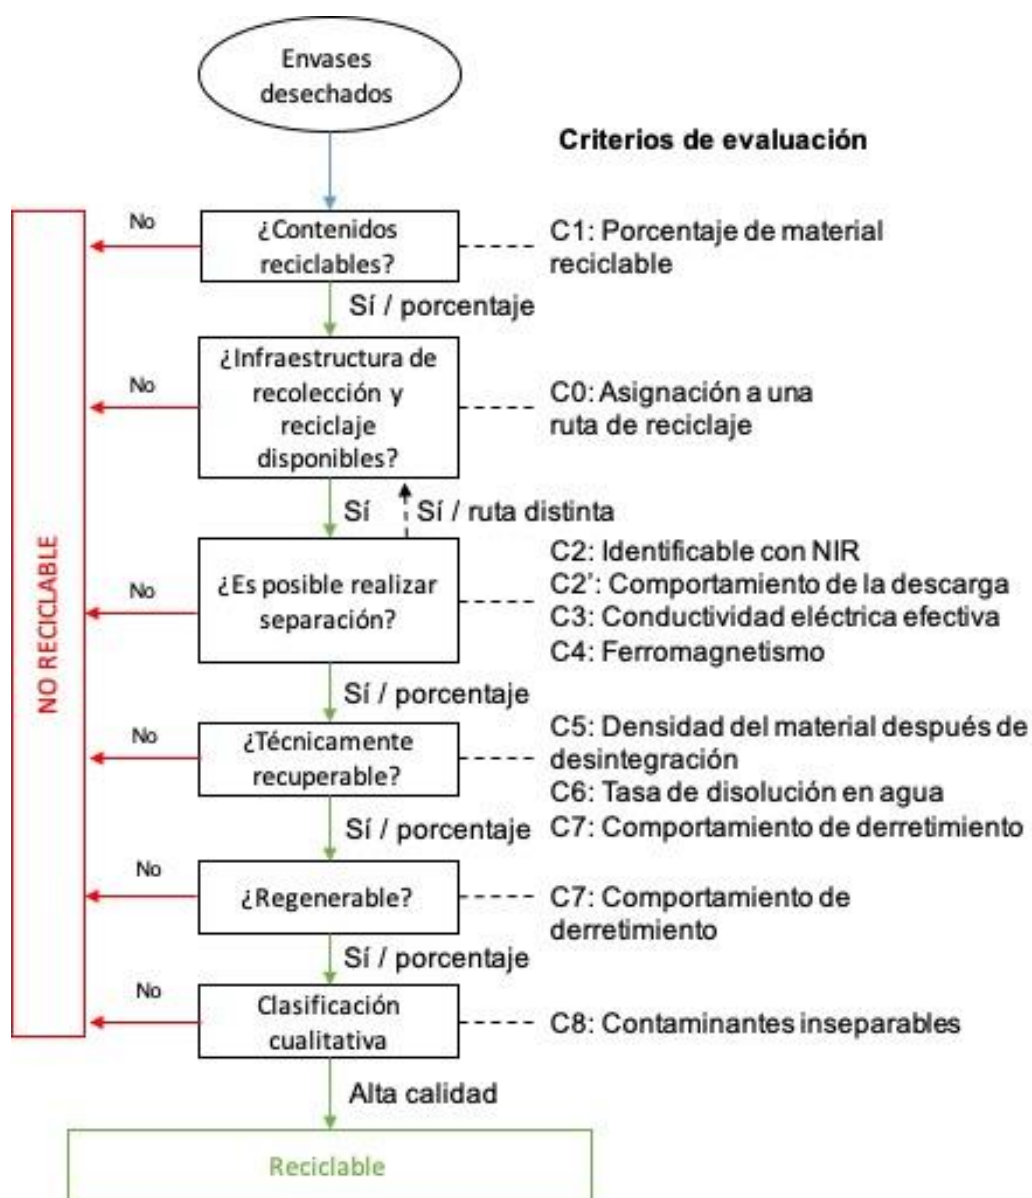 Envases
desechados
Criterios de evaluación
No
¿Contenidos
reciclables?
C1: Porcentaje de material
reciclable
Sí / porcentaje
No
¿Infraestructura de
recolección y
reciclaje
disponibles?
C0: Asignación a una
ruta de reciclaje
Sí
Sí / ruta distinta
NO RECICLABLE
No
¿Es posible realizar
separación?
C2: Identificable con NIR
C2': Comportamiento de la descarga
C3: Conductividad eléctrica efectiva
C4: Ferromagnetismo
Sí / porcentaje
No
¿Técnicamente
recuperable?
C5: Densidad del material después de
desintegración
C6: Tasa de disolución en agua
C7: Comportamiento de derretimiento
Sí / porcentaje
No
¿Regenerable?
C7: Comportamiento de
derretimiento
Sí / porcentaje
No
Clasificación
cualitativa
C8: Contaminantes inseparables
Alta calidad
Reciclable